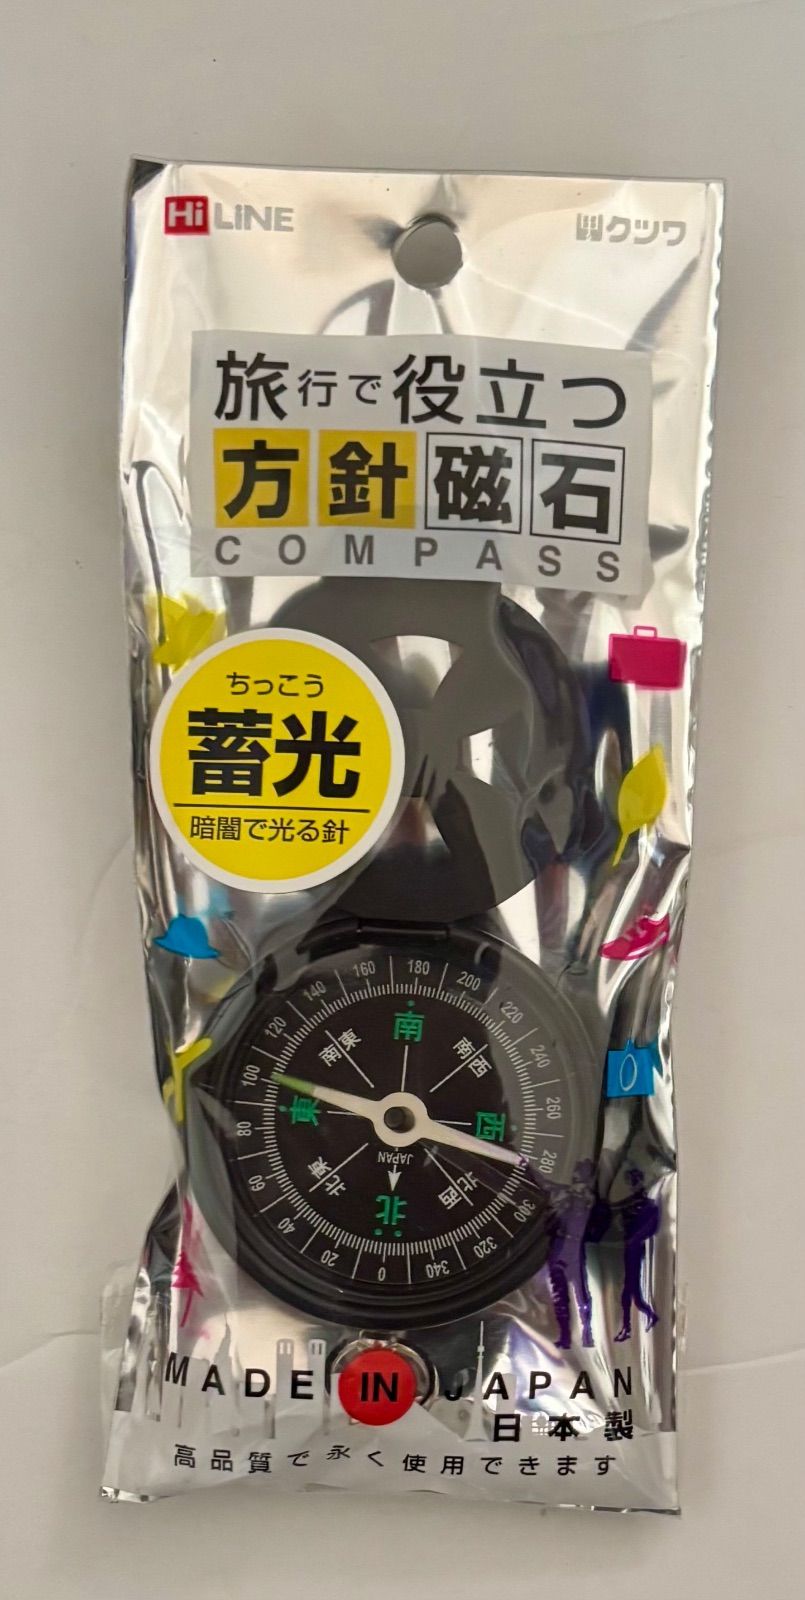 Hi LiNE
クツワ
旅行で役立つ
方針磁石
COMPASS
ちっこう
蓄光
暗闇で光る針
160 180 200
140 220
120 240
100 260
80 280
60 300
40 320
20 0 340
南
南東 南西
東 西
JAPAN
北東 北西
北
MADE IN JAPAN
日本製
高品質で永く使用できます